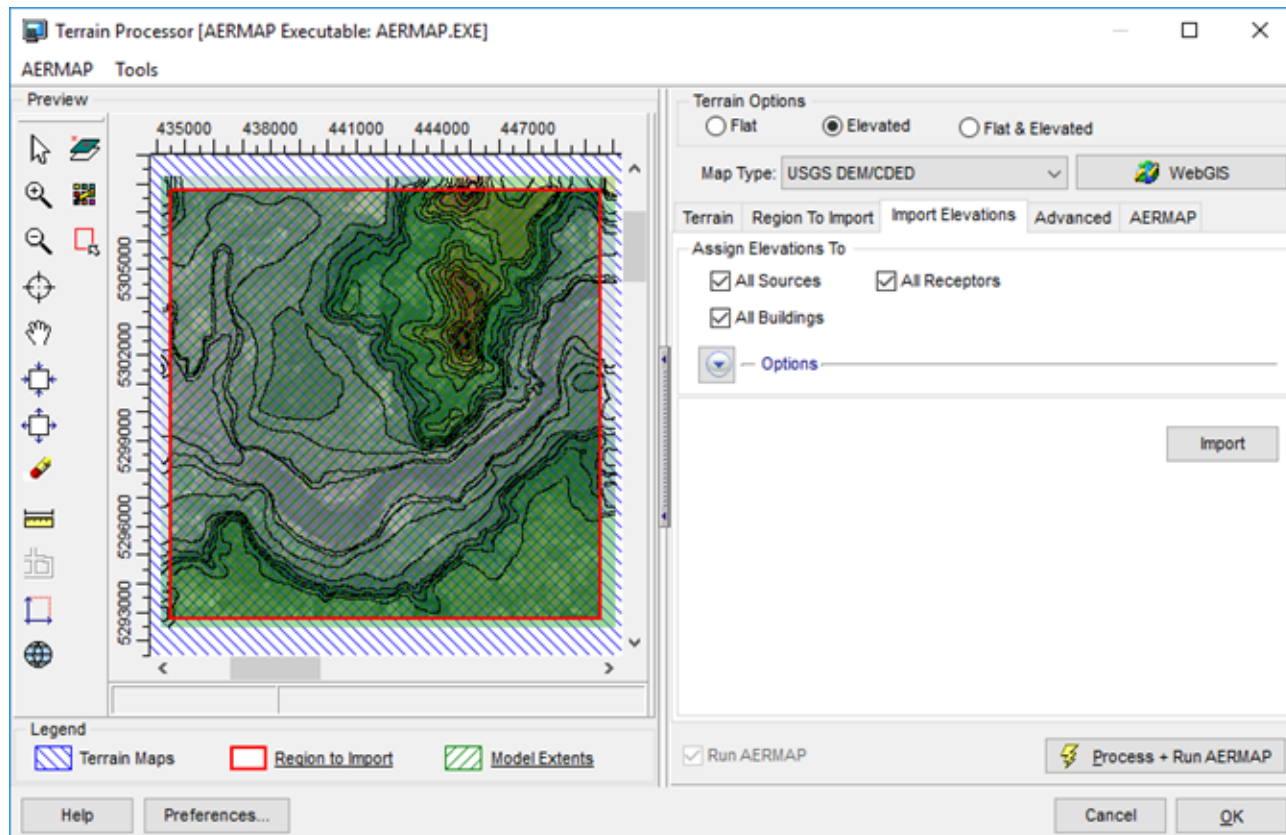 Terrain Processor [AERMAP Executable: AERMAP.EXE]
AERMAP Tools
Preview
435000 438000 441000 444000 447000
5305000
5302000
5299000
5296000
5293000
Legend
Terrain Maps
Region to Import
Model Extents
Terrain Options
Flat
Elevated
Flat & Elevated
Map Type: USGS DEM/CDED
WebGIS
Terrain Region To Import Import Elevations Advanced AERMAP
Assign Elevations To
All Sources
All Receptors
All Buildings
Options
Import
Run AERMAP
Process + Run AERMAP
Help
Preferences...
Cancel
OK